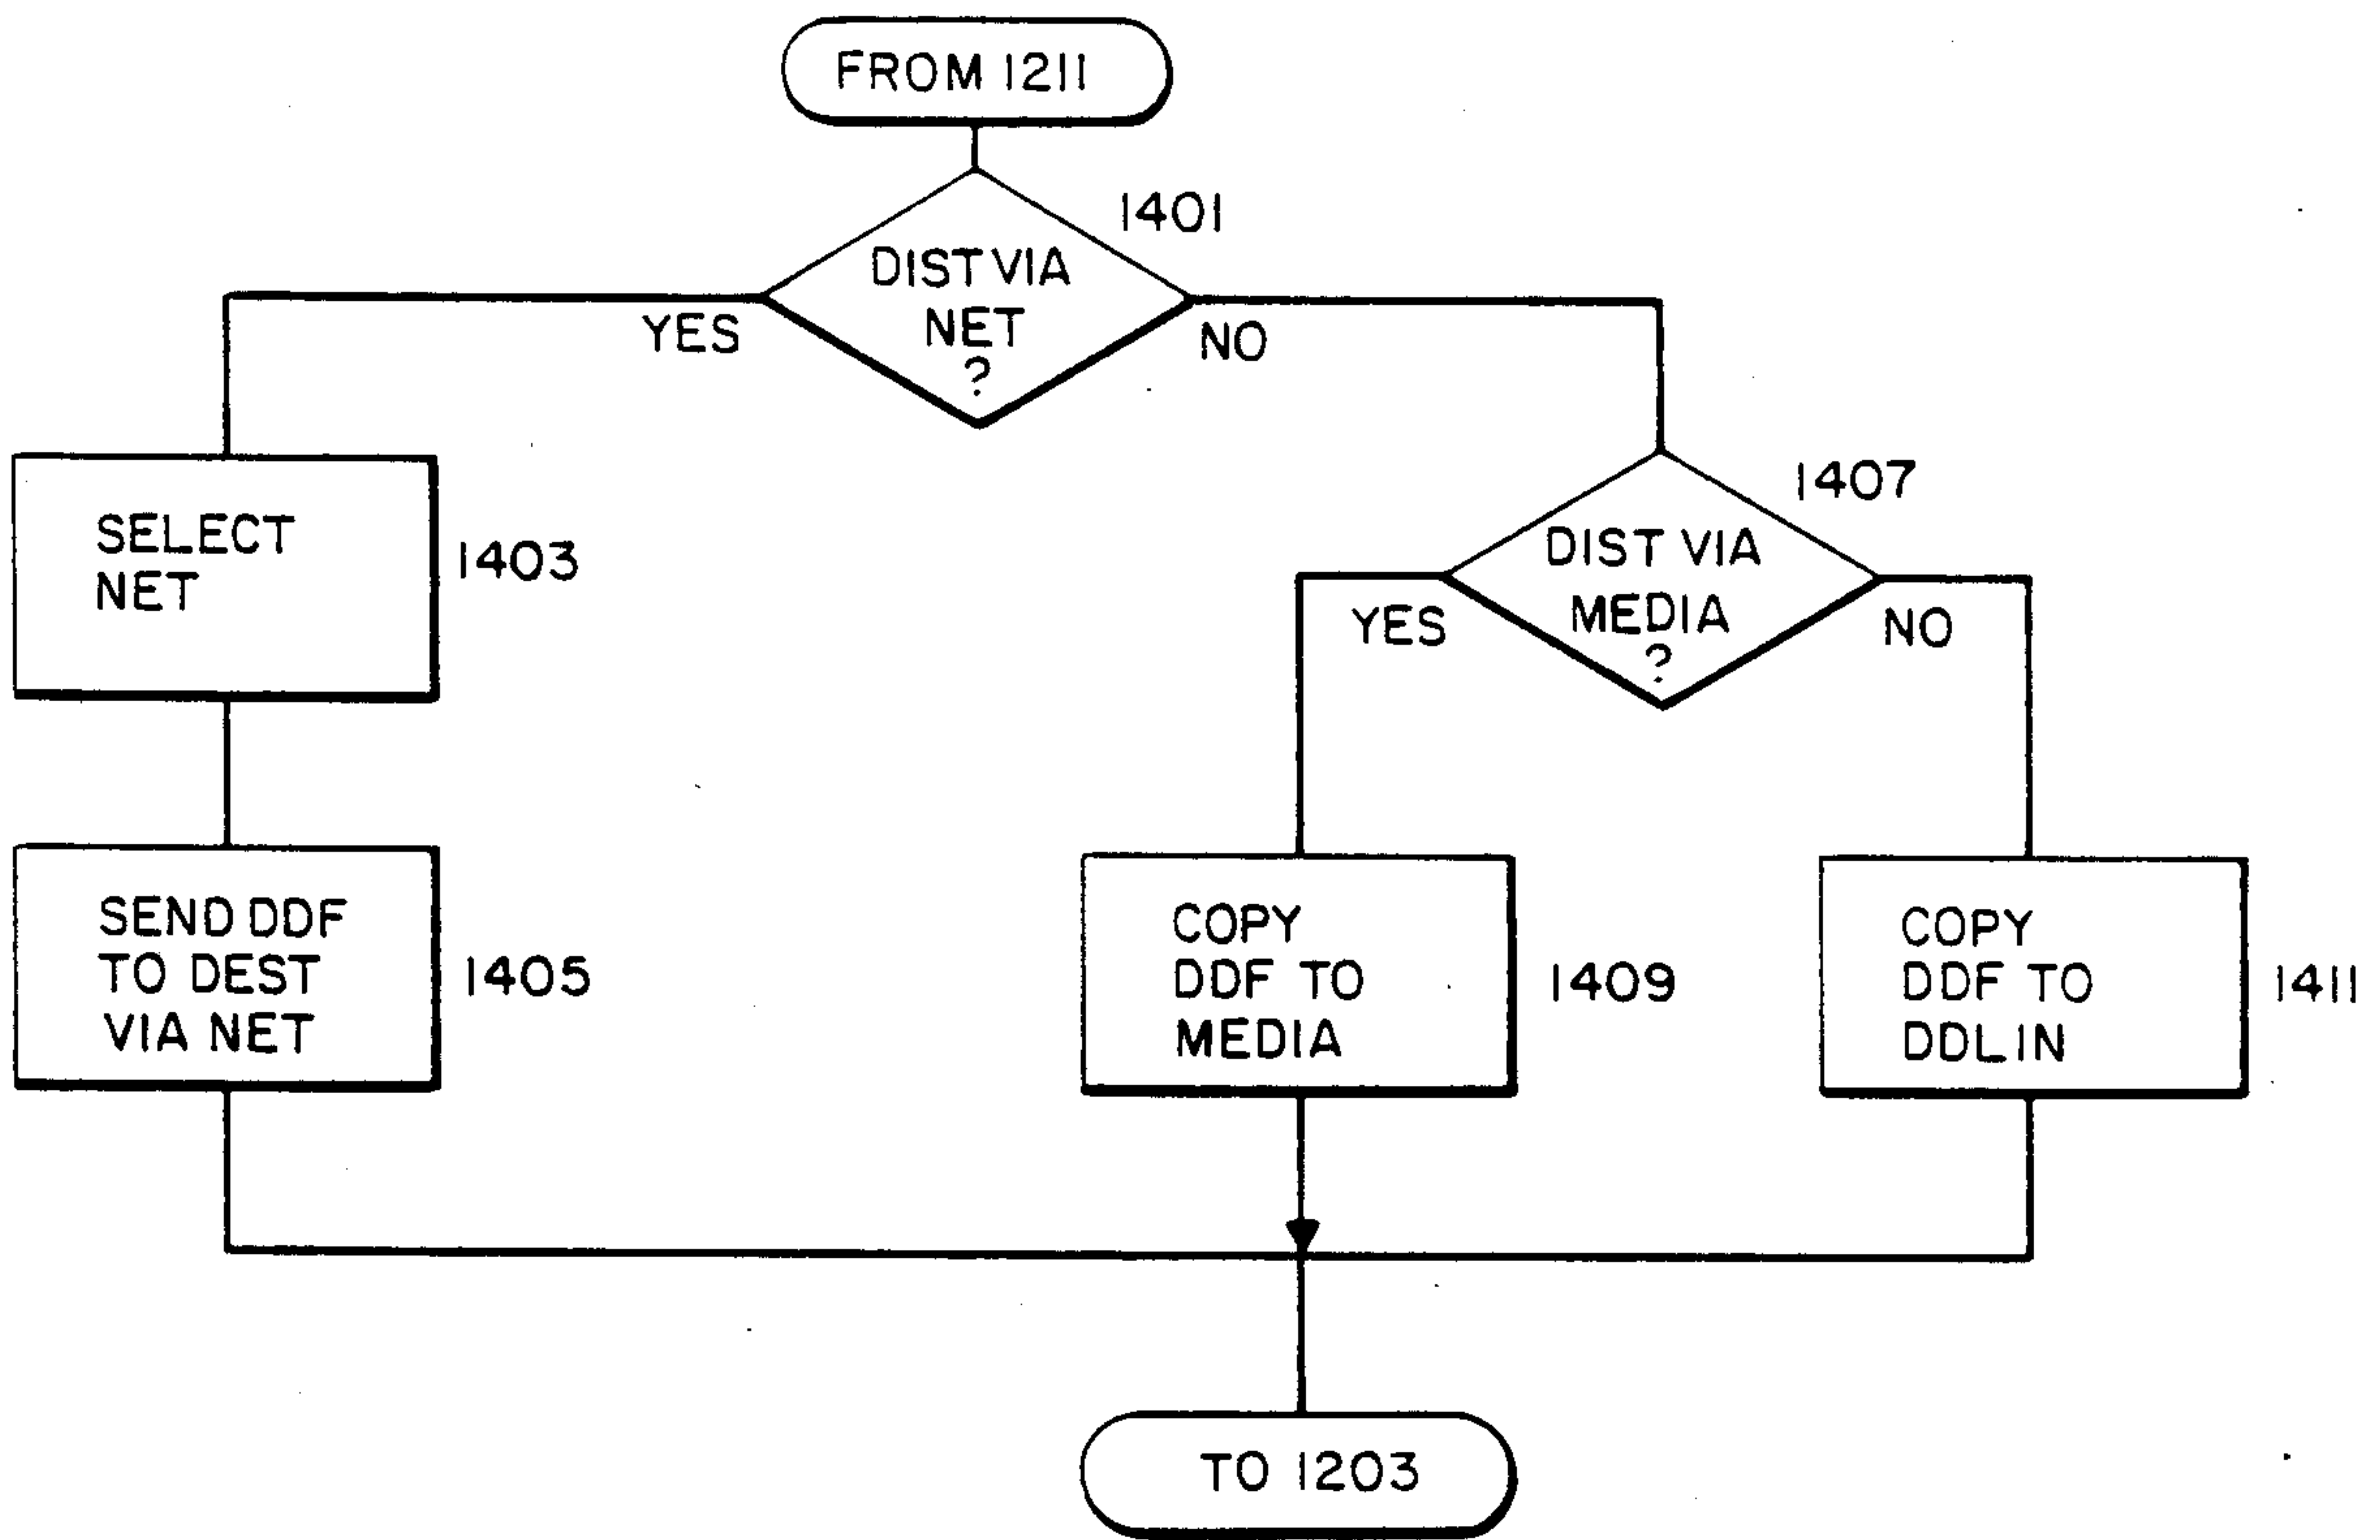 FROM 1211
1401
DIST VIA
NET
?
YES
NO
1407
SELECT
NET
1403
DIST VIA
MEDIA
?
YES
NO
SEND DDF
TO DEST
VIA NET
1405
COPY
DDF TO
MEDIA
1409
COPY
DDF TO
DDLIN
1411
TO 1203